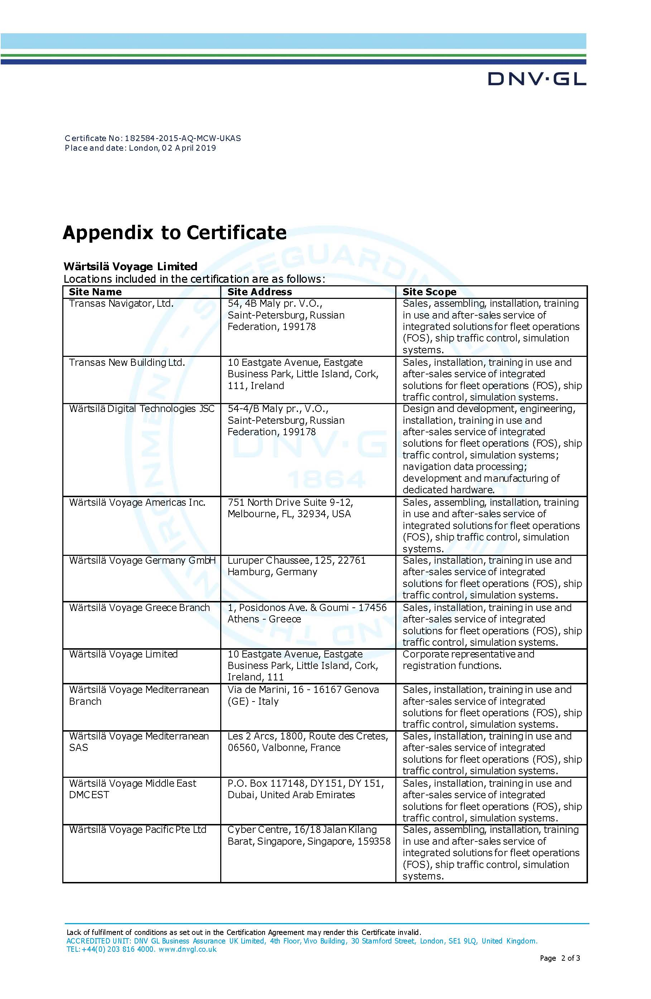 DNV·GL
Certificate No: 182584-2015-AQ-MCW-UKAS
Place and date: London, 02 April 2019
Appendix to Certificate
Wärtsilä Voyage Limited
Locations included in the certification are as follows:
Site Name Site Address Site Scope
Transas Navigator, Ltd. 54, 4B Maly pr. V.O., Sales, assembling, installation, training
Saint-Petersburg, Russian in use and after-sales service of
Federation, 199178 integrated solutions for fleet operations
(FOS), ship traffic control, simulation
systems.
Transas New Building Ltd. 10 Eastgate Avenue, Eastgate Sales, installation, training in use and
Business Park, Little Island, Cork, after-sales service of integrated
111, Ireland solutions for fleet operations (FOS), ship
traffic control, simulation systems.
Wärtsilä Digital Technologies JSC 54-4/B Maly pr., V.O., Design and development, engineering,
Saint-Petersburg, Russian installation, training in use and
Federation, 199178 after-sales service of integrated
solutions for fleet operations (FOS), ship
traffic control, simulation systems;
navigation data processing;
development and manufacturing of
dedicated hardware.
Wärtsilä Voyage Americas Inc. 751 North Drive Suite 9-12, Sales, assembling, installation, training
Melbourne, FL, 32934, USA in use and after-sales service of
integrated solutions for fleet operations
(FOS), ship traffic control, simulation
systems.
Wärtsilä Voyage Germany GmbH Luruper Chaussee, 125, 22761 Sales, installation, training in use and
Hamburg, Germany after-sales service of integrated
solutions for fleet operations (FOS), ship
traffic control, simulation systems.
Wärtsilä Voyage Greece Branch 1, Posidonos Ave. & Goumi - 17456 Sales, installation, training in use and
Athens - Greece after-sales service of integrated
solutions for fleet operations (FOS), ship
traffic control, simulation systems.
Wärtsilä Voyage Limited 10 Eastgate Avenue, Eastgate Corporate representative and
Business Park, Little Island, Cork, registration functions.
Ireland, 111
Wärtsilä Voyage Mediterranean Via de Marini, 16 - 16167 Genova Sales, installation, training in use and
Branch (GE) - Italy after-sales service of integrated
solutions for fleet operations (FOS), ship
traffic control, simulation systems.
Wärtsilä Voyage Mediterranean Les 2 Arcs, 1800, Route des Cretes, Sales, installation, training in use and
SAS 06560, Valbonne, France after-sales service of integrated
solutions for fleet operations (FOS), ship
traffic control, simulation systems.
Wärtsilä Voyage Middle East P.O. Box 117148, DY151, DY 151, Sales, installation, training in use and
DMCEST Dubai, United Arab Emirates after-sales service of integrated
solutions for fleet operations (FOS), ship
traffic control, simulation systems.
Wärtsilä Voyage Pacific Pte Ltd Cyber Centre, 16/18 Jalan Kilang Sales, assembling, installation, training
Barat, Singapore, Singapore, 159358 in use and after-sales service of
integrated solutions for fleet operations
(FOS), ship traffic control, simulation
systems.
DNV·GL
1864
Lack of fulfilment of conditions as set out in the Certification Agreement may render this Certificate invalid.
ACCREDITED UNIT: DNV GL Business Assurance UK Limited, 4th Floor, Vivo Building, 30 Stamford Street, London, SE1 9LQ, United Kingdom.
TEL: +44(0) 203 816 4000. www.dnvgl.co.uk
Page 2 of 3